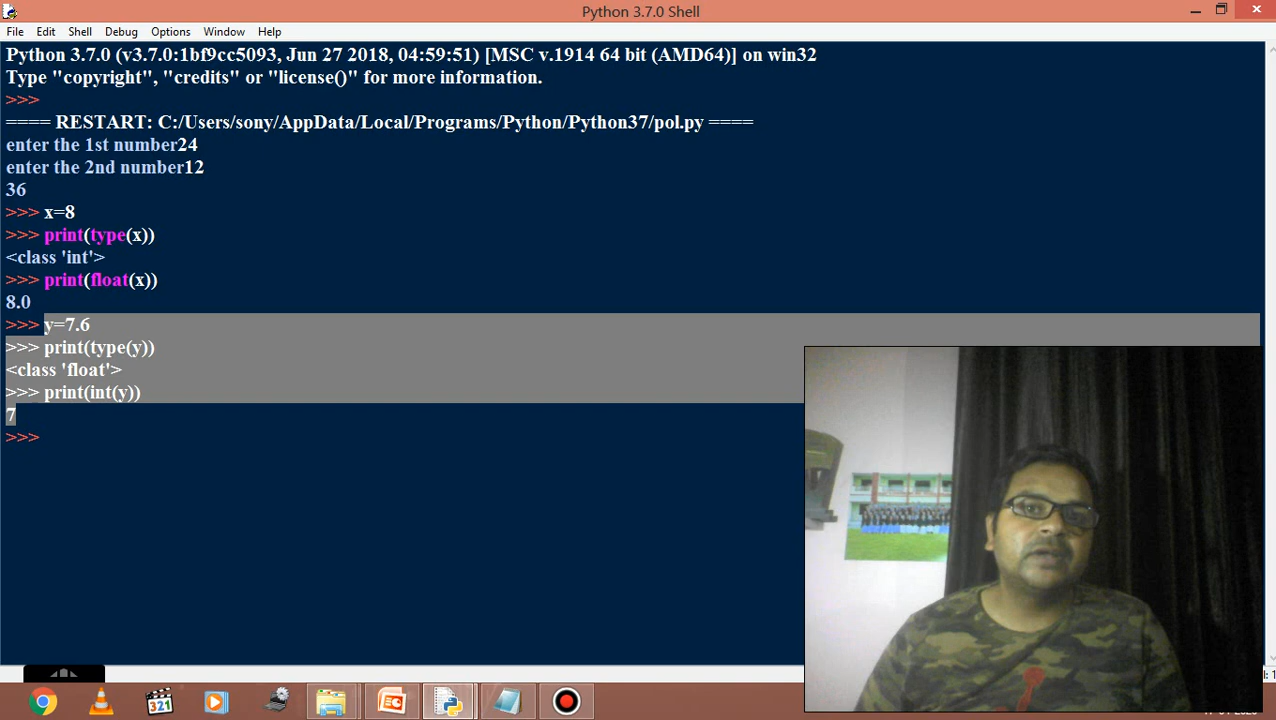 Python 3.7.0 Shell
File Edit Shell Debug Options Window Help
Python 3.7.0 (v3.7.0:1bf9cc5093, Jun 27 2018, 04:59:51) [MSC v.1914 64 bit (AMD64)] on win32
Type "copyright", "credits" or "license()" for more information.
>>>
==== RESTART: C:/Users/sony/AppData/Local/Programs/Python/Python37/pol.py ====
enter the 1st number24
enter the 2nd number12
36
>>> x=8
>>> print(type(x))
<class 'int'>
>>> print(float(x))
8.0
>>> y=7.6
>>> print(type(y))
<class 'float'>
>>> print(int(y))
7
>>>
321